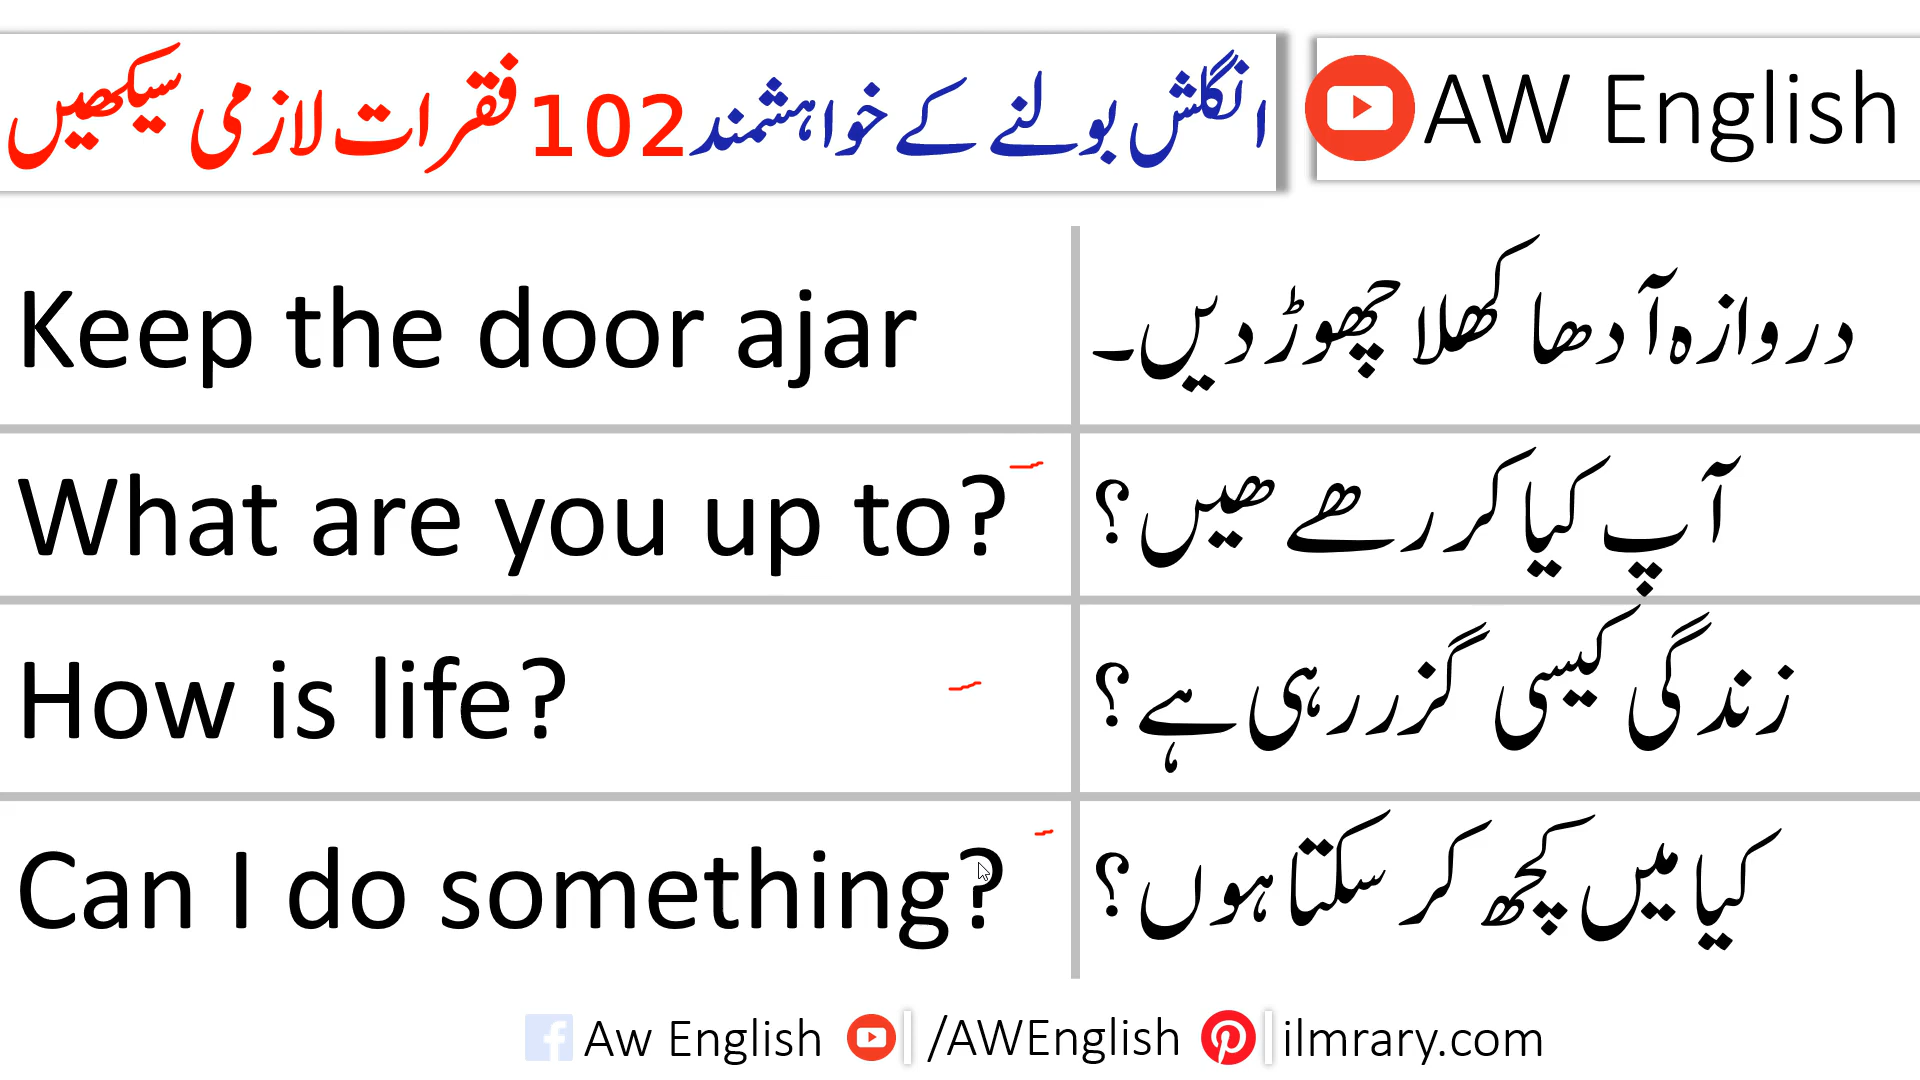 انگلش بولنے کے خواہشمند 102 فقرات لازمی سیکھیں
AW English
Keep the door ajar
دروازہ آدھا کھلا چھوڑ دیں۔
What are you up to?
آپ کیا کر رھے ھیں؟
How is life?
زندگی کیسی گزر رہی ہے؟
Can I do something?
کیا میں کچھ کر سکتا ہوں؟
Aw English
/AWEnglish
ilmrary.com